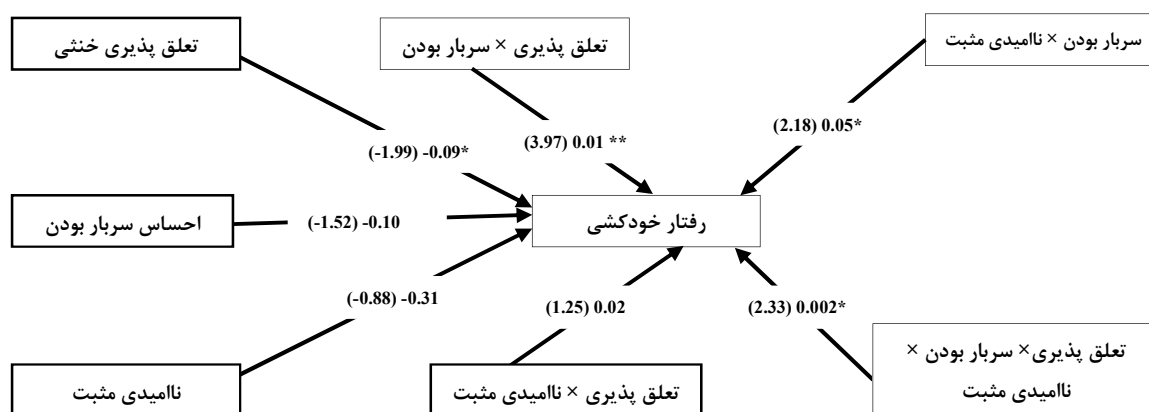 تعلق پذیری خنثی
تعلق پذیری × سربار بودن
سربار بودن × ناامیدی مثبت
(-1.99) -0.09*
(3.97) 0.01 **
(2.18) 0.05*
احساس سربار بودن
(-1.52) -0.10
رفتار خودکشی
(-0.88) -0.31
(1.25) 0.02
(2.33) 0.002*
ناامیدی مثبت
تعلق پذیری × ناامیدی مثبت
تعلق پذیری× سربار بودن ×
ناامیدی مثبت